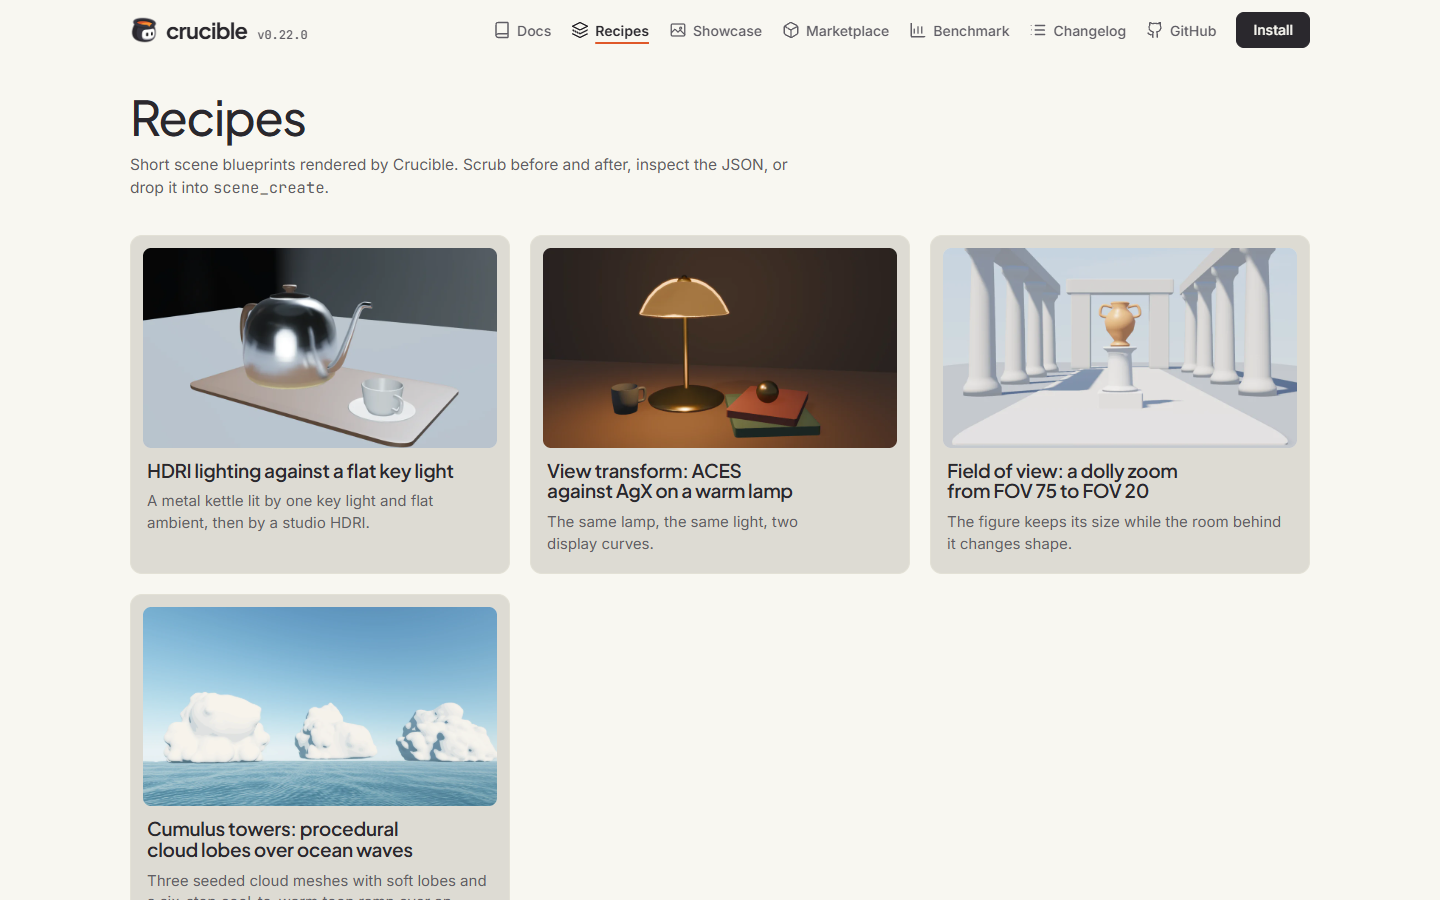 crucible v0.22.0
Docs
Recipes
Showcase
Marketplace
Benchmark
Changelog
GitHub
Install
Recipes
Short scene blueprints rendered by Crucible. Scrub before and after, inspect the JSON, or
drop it into scene_create.
HDRI lighting against a flat key light
A metal kettle lit by one key light and flat
ambient, then by a studio HDRI.
View transform: ACES
against AgX on a warm lamp
The same lamp, the same light, two
display curves.
Field of view: a dolly zoom
from FOV 75 to FOV 20
The figure keeps its size while the room behind
it changes shape.
Cumulus towers: procedural
cloud lobes over ocean waves
Three seeded cloud meshes with soft lobes and